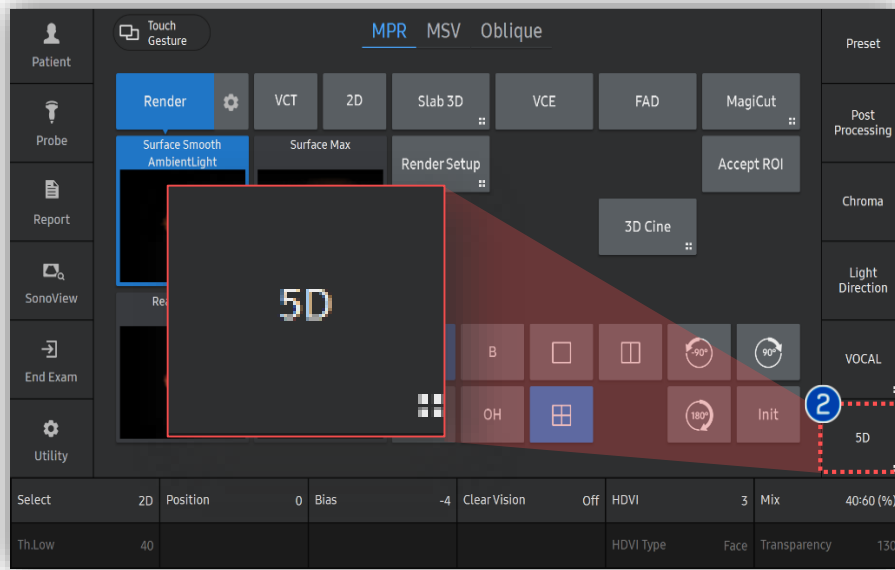 Patient
Probe
Report
SonoView
End Exam
Utility
Touch
Gesture
MPR MSV Oblique
Render VCT 2D Slab 3D VCE FAD MagiCut
Surface Smooth
AmbientLight
Surface Max
Render Setup
Accept ROI
3D Cine
5D
B
-90°
90°
OH
180°
Init
Preset
Post
Processing
Chroma
Light
Direction
VOCAL
2
5D
Select 2D Position 0 Bias -4 ClearVision Off HDVI 3 Mix 40:60 (%)
Th.Low 40 HDVI Type Face Transparency 130